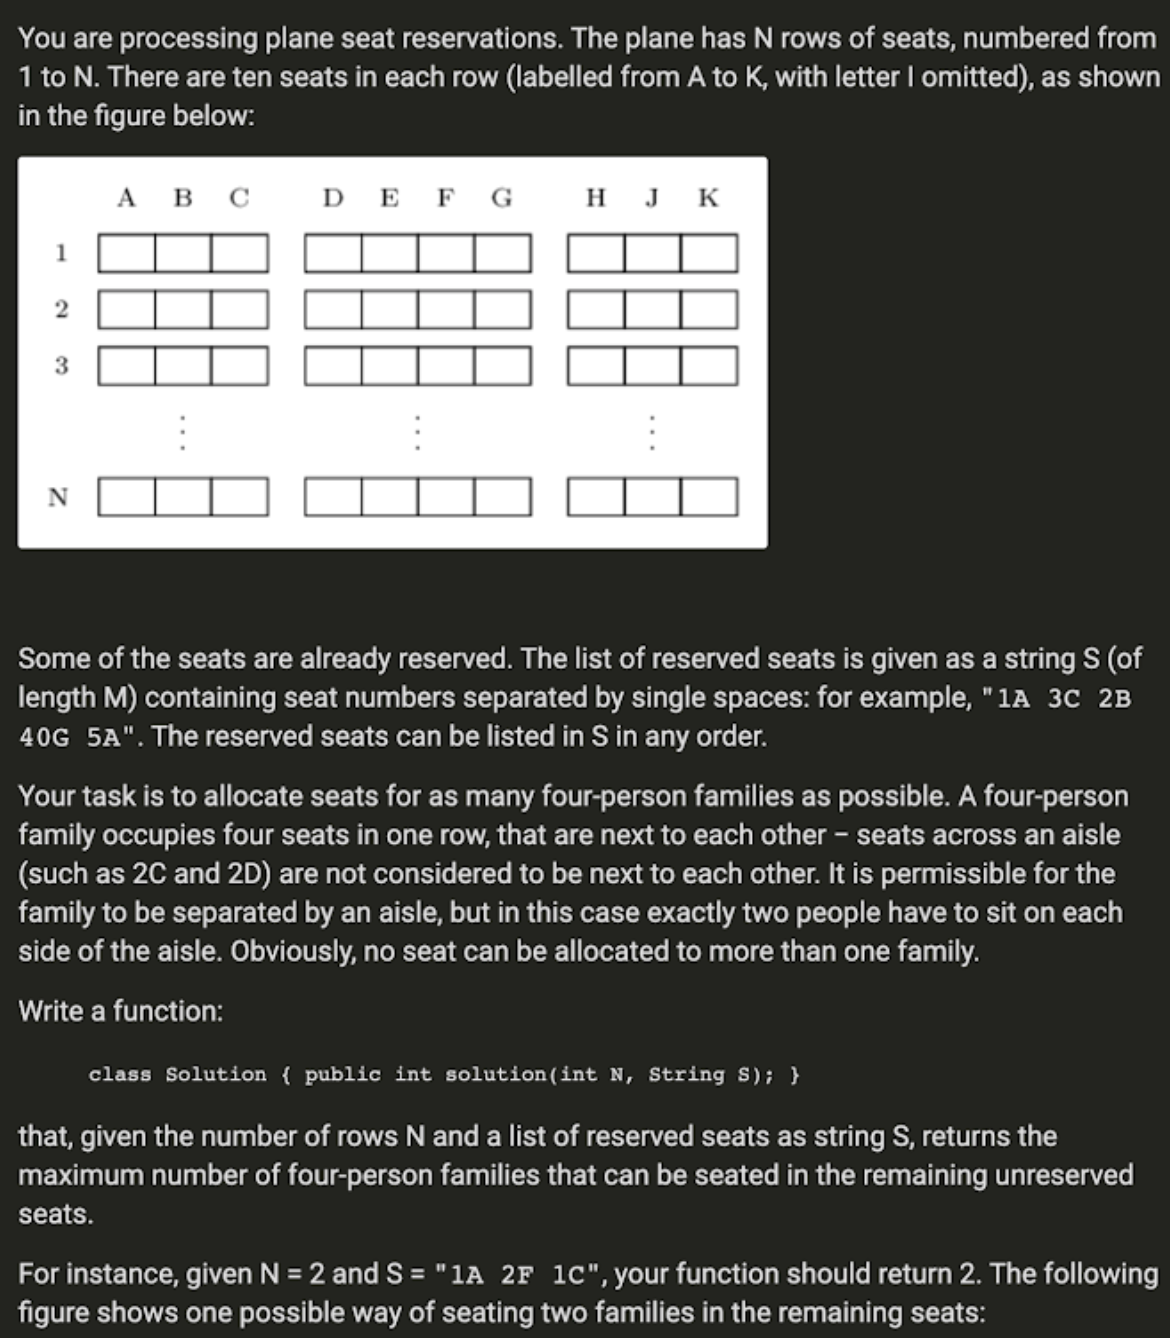 You are processing plane seat reservations. The plane has N rows of seats, numbered from
1 to N. There are ten seats in each row (labelled from A to K, with letter I omitted), as shown
in the figure below:
A B C D E F G H J K
1
2
3
⋮ ⋮ ⋮
N
Some of the seats are already reserved. The list of reserved seats is given as a string S (of
length M) containing seat numbers separated by single spaces: for example, "1A 3C 2B
40G 5A". The reserved seats can be listed in S in any order.
Your task is to allocate seats for as many four-person families as possible. A four-person
family occupies four seats in one row, that are next to each other – seats across an aisle
(such as 2C and 2D) are not considered to be next to each other. It is permissible for the
family to be separated by an aisle, but in this case exactly two people have to sit on each
side of the aisle. Obviously, no seat can be allocated to more than one family.
Write a function:
class Solution { public int solution(int N, String S); }
that, given the number of rows N and a list of reserved seats as string S, returns the
maximum number of four-person families that can be seated in the remaining unreserved
seats.
For instance, given N = 2 and S = "1A 2F 1C", your function should return 2. The following
figure shows one possible way of seating two families in the remaining seats: